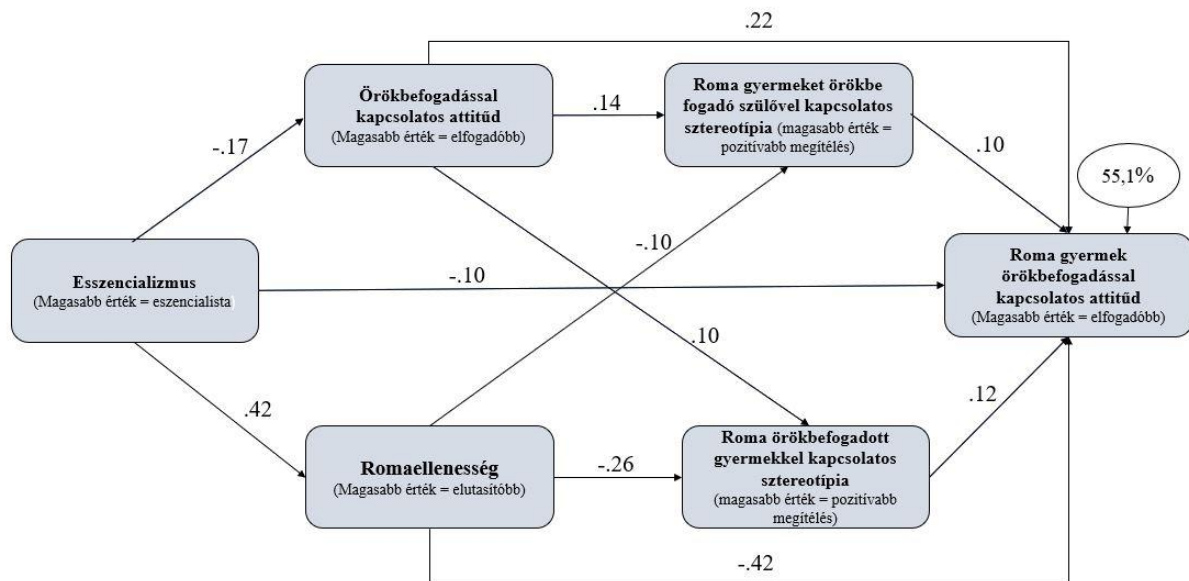 .22
Örökbefogadással
kapcsolatos attitűd
(Magasabb érték = elfogadóbb)
.14
Roma gyermeket örökbe
fogadó szülővel kapcsolatos
sztereotípia (magasabb érték =
pozitívabb megítélés)
-.17
.10
55,1%
-.10
Esszencializmus
(Magasabb érték = eszencialista)
-.10
Roma gyermek
örökbefogadással
kapcsolatos attitűd
(Magasabb érték = elfogadóbb)
.10
.42
.12
Romaellenesség
(Magasabb érték = elutasítóbb)
-.26
Roma örökbefogadott
gyermekkel kapcsolatos
sztereotípia
(magasabb érték = pozitívabb
megítélés)
-.42